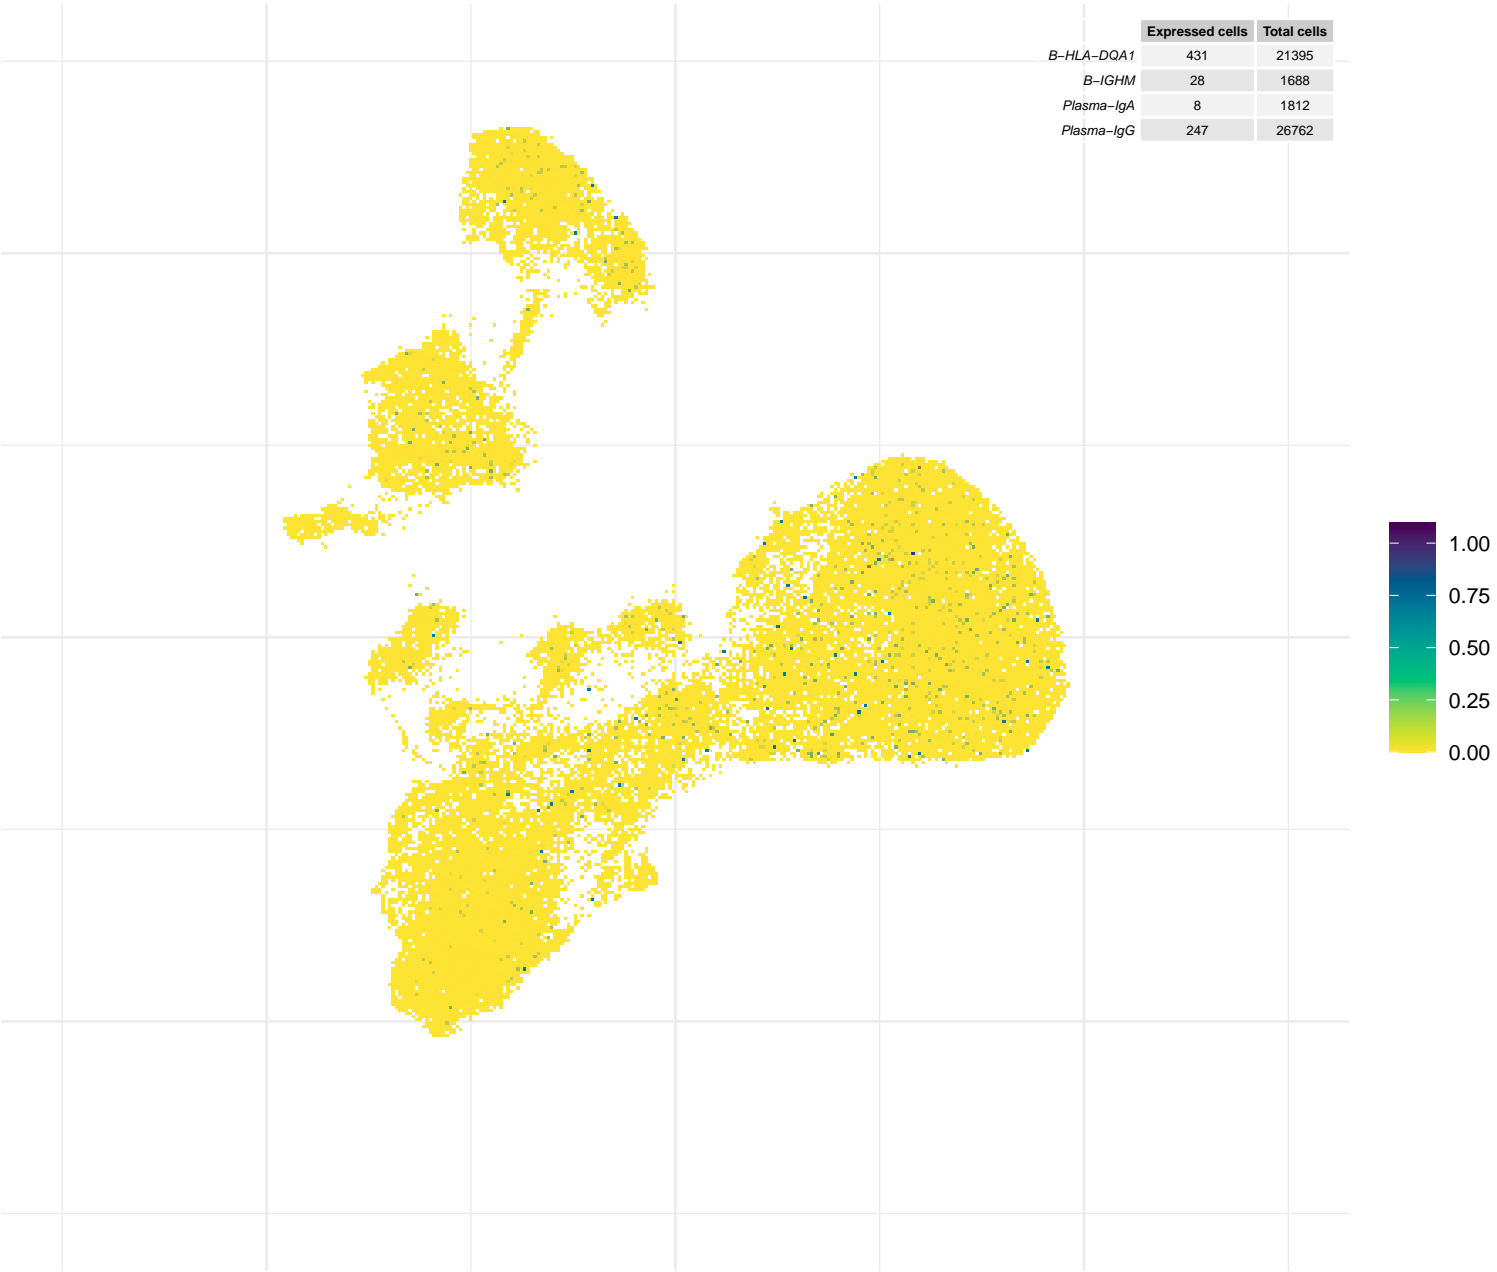 Expressed cells Total cells
B−HLA−DQA1 431 21395
B−IGHM 28 1688
Plasma−IgA 8 1812
Plasma−IgG 247 26762
1.00
0.75
0.50
0.25
0.00